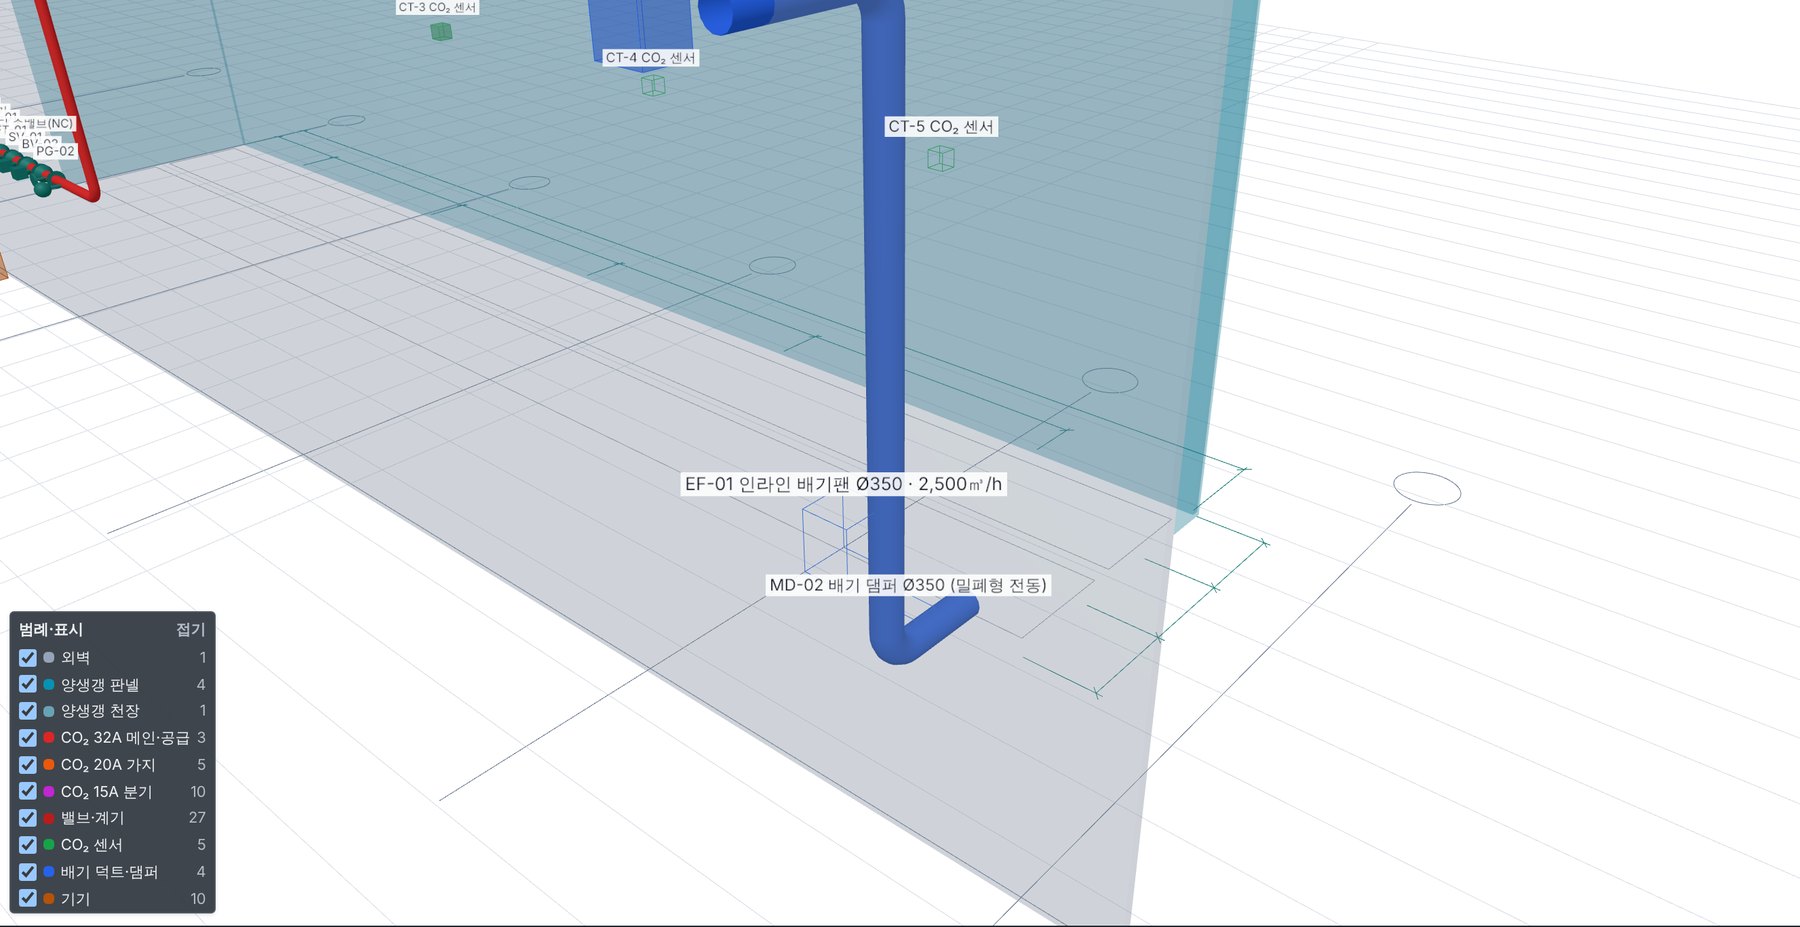 CT-3 CO₂ 센서
CT-4 CO₂ 센서
CT-5 CO₂ 센서
SV-01
BV-02
PG-02
EF-01 인라인 배기팬 Ø350 · 2,500㎥/h
MD-02 배기 댐퍼 Ø350 (밀폐형 전동)
범례·표시 접기
외벽 1
양생갱 판넬 4
양생갱 천장 1
CO₂ 32A 메인·공급 3
CO₂ 20A 가지 5
CO₂ 15A 분기 10
밸브·계기 27
CO₂ 센서 5
배기 덕트·댐퍼 4
기기 10